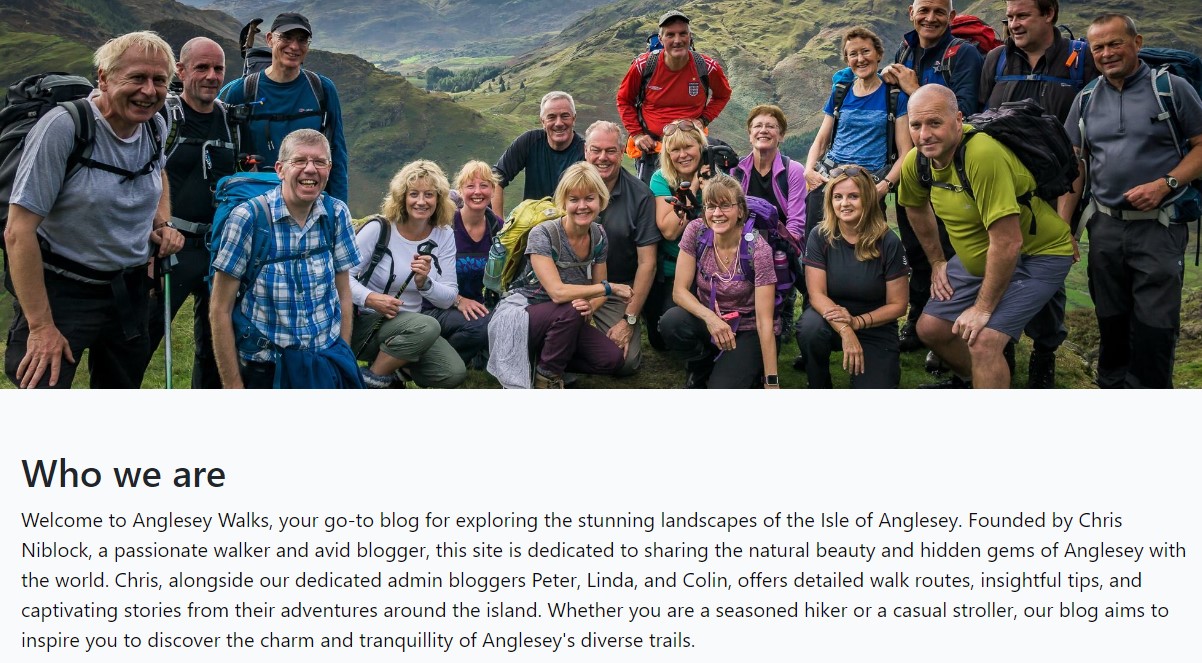 Who we are
Welcome to Anglesey Walks, your go-to blog for exploring the stunning landscapes of the Isle of Anglesey. Founded by Chris
Niblock, a passionate walker and avid blogger, this site is dedicated to sharing the natural beauty and hidden gems of Anglesey with
the world. Chris, alongside our dedicated admin bloggers Peter, Linda, and Colin, offers detailed walk routes, insightful tips, and
captivating stories from their adventures around the island. Whether you are a seasoned hiker or a casual stroller, our blog aims to
inspire you to discover the charm and tranquillity of Anglesey's diverse trails.